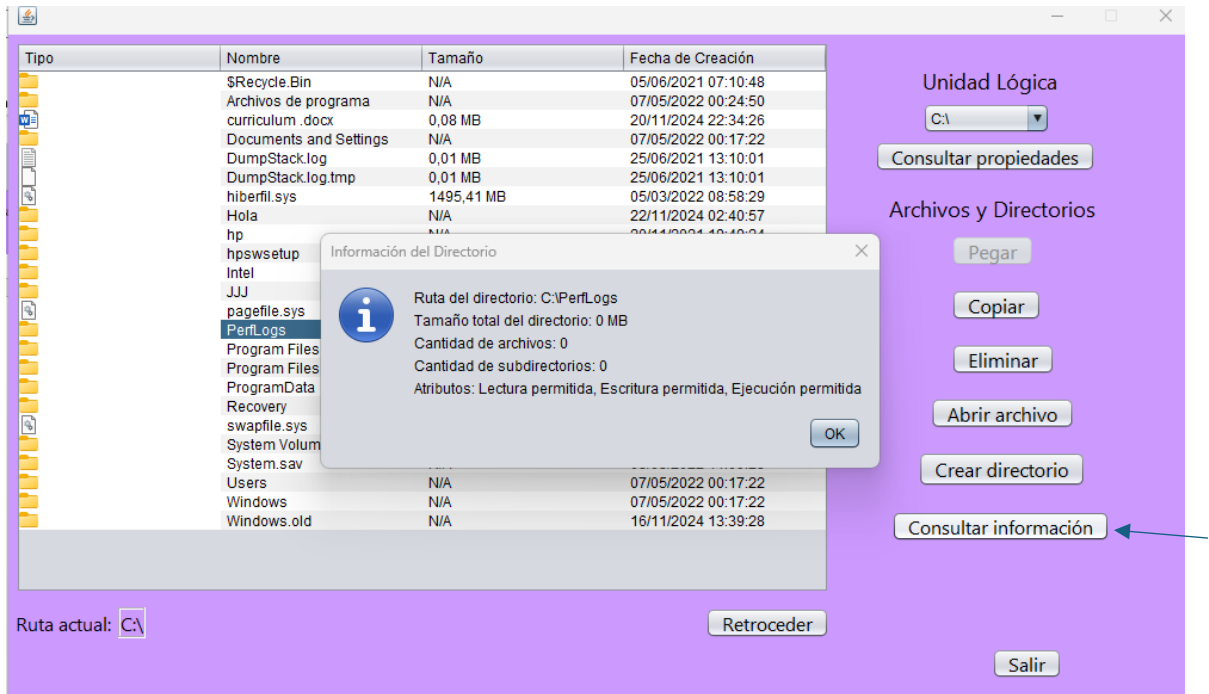 Tipo Nombre Tamaño Fecha de Creación
$Recycle.Bin N/A 05/06/2021 07:10:48
Archivos de programa N/A 07/05/2022 00:24:50
curriculum .docx 0,08 MB 20/11/2024 22:34:26
Documents and Settings N/A 07/05/2022 00:17:22
DumpStack.log 0,01 MB 25/06/2021 13:10:01
DumpStack.log.tmp 0,01 MB 25/06/2021 13:10:01
hiberfil.sys 1495,41 MB 05/03/2022 08:58:29
Hola N/A 22/11/2024 02:40:57
hp
hpswsetup
Intel
JJJ
pagefile.sys
PerfLogs
Program Files
Program Files
ProgramData
Recovery
swapfile.sys
System Volum
System.sav
Users N/A 07/05/2022 00:17:22
Windows N/A 07/05/2022 00:17:22
Windows.old N/A 16/11/2024 13:39:28
Información del Directorio
Ruta del directorio: C:\PerfLogs
Tamaño total del directorio: 0 MB
Cantidad de archivos: 0
Cantidad de subdirectorios: 0
Atributos: Lectura permitida, Escritura permitida, Ejecución permitida
OK
Unidad Lógica
C:\
Consultar propiedades
Archivos y Directorios
Pegar
Copiar
Eliminar
Abrir archivo
Crear directorio
Consultar información
Ruta actual: C:\
Retroceder
Salir